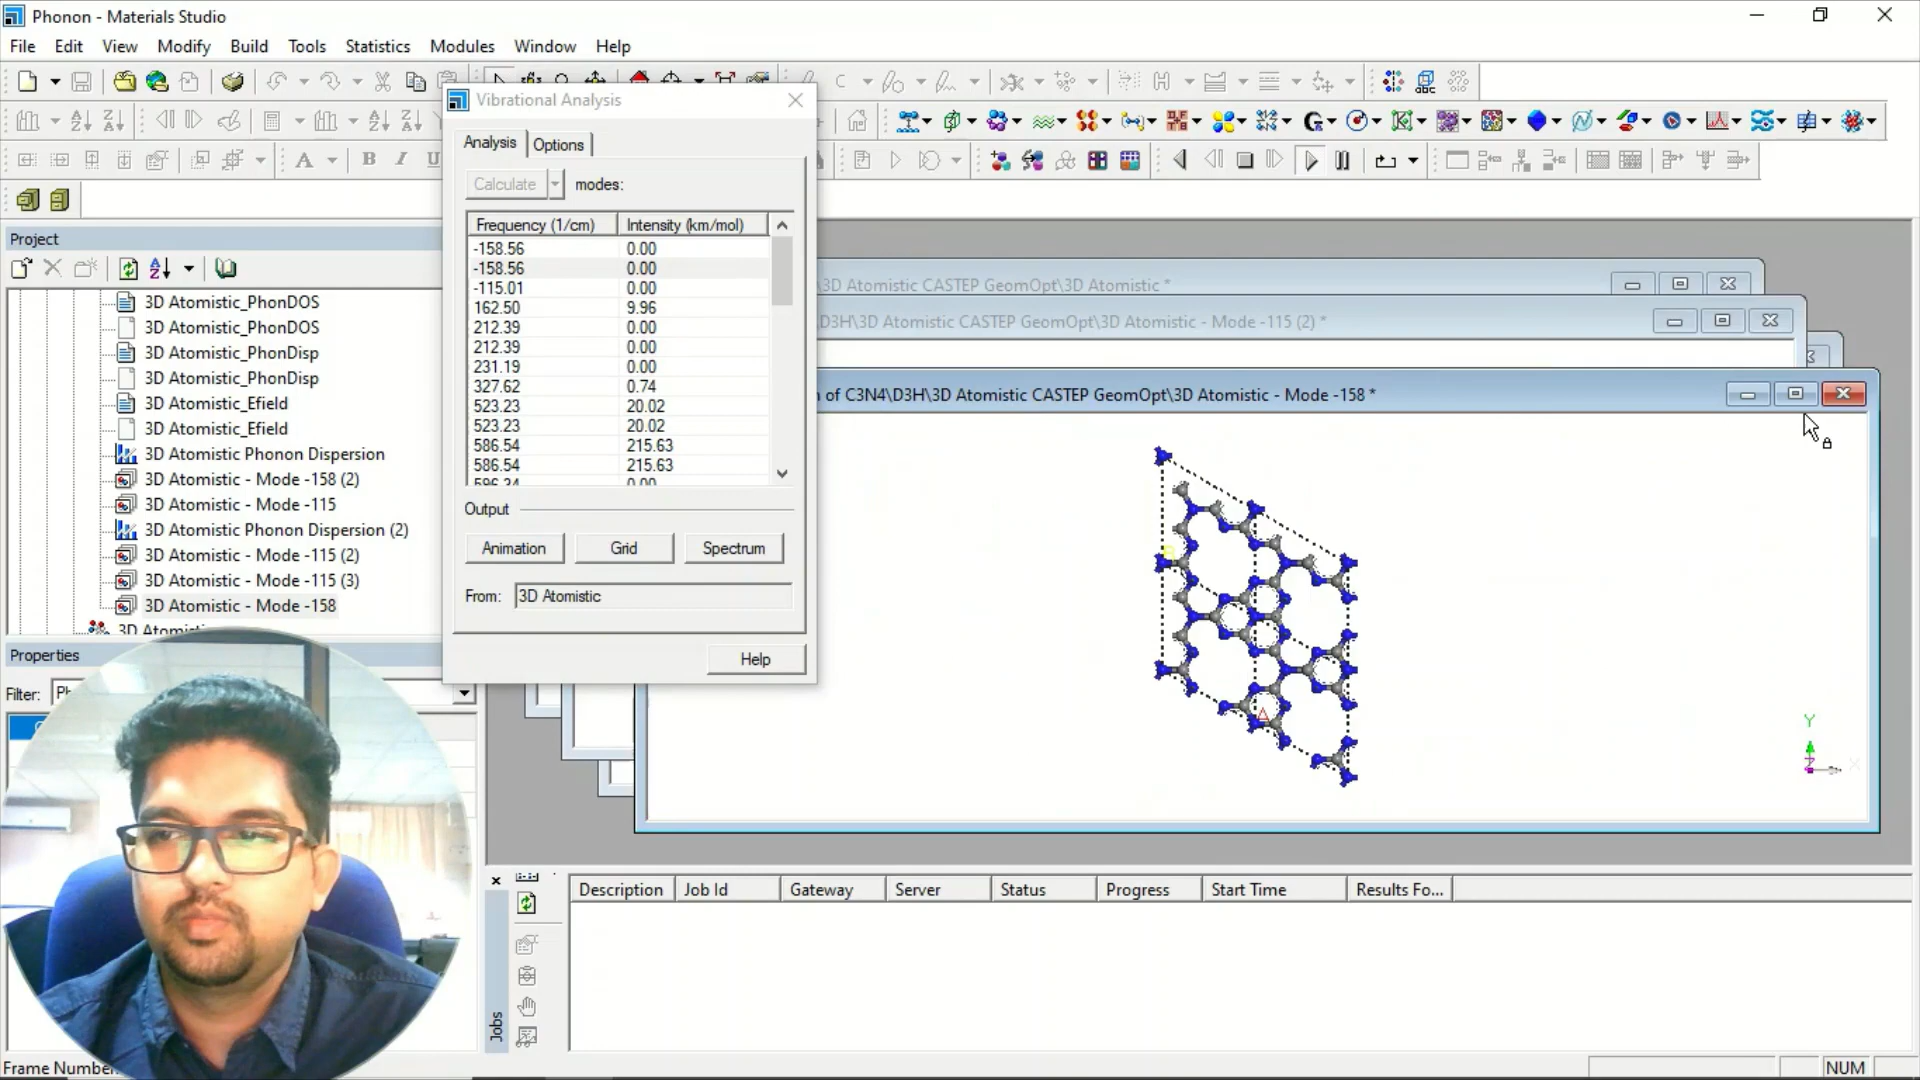 Phonon - Materials Studio
File Edit View Modify Build Tools Statistics Modules Window Help
Vibrational Analysis
Analysis Options
Calculate modes:
Frequency (1/cm) Intensity (km/mol)
-158.56 0.00
-158.56 0.00
-115.01 0.00
162.50 9.96
212.39 0.00
212.39 0.00
231.19 0.00
327.62 0.74
523.23 20.02
523.23 20.02
586.54 215.63
586.54 215.63
596.34 0.00
Output
Animation Grid Spectrum
From: 3D Atomistic
Help
Project
3D Atomistic_PhonDOS
3D Atomistic_PhonDOS
3D Atomistic_PhonDisp
3D Atomistic_PhonDisp
3D Atomistic_Efield
3D Atomistic_Efield
3D Atomistic Phonon Dispersion
3D Atomistic - Mode -158 (2)
3D Atomistic - Mode -115
3D Atomistic Phonon Dispersion (2)
3D Atomistic - Mode -115 (2)
3D Atomistic - Mode -115 (3)
3D Atomistic - Mode -158
Properties
Filter:
3D Atomistic CASTEP GeomOpt\3D Atomistic *
D3H\3D Atomistic CASTEP GeomOpt\3D Atomistic - Mode -115 (2) *
of C3N4\D3H\3D Atomistic CASTEP GeomOpt\3D Atomistic - Mode -158 *
Y
Z
X
Description Job Id Gateway Server Status Progress Start Time Results Fo...
Jobs
Frame Number
NUM